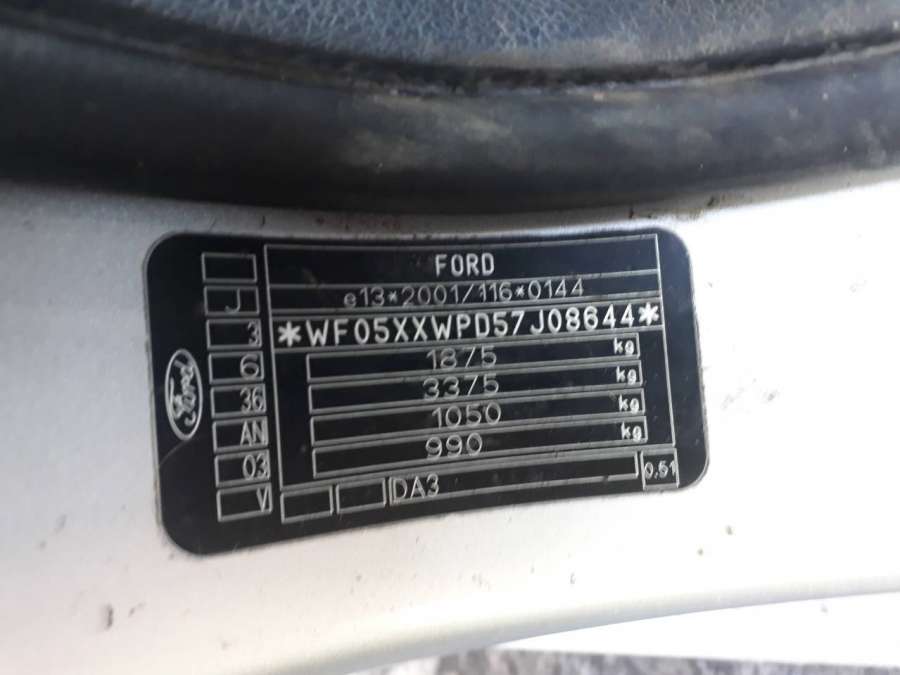 FORD
e13*2001/116*0144
*WF05XXWPD57J08644*
1875 kg
3375 kg
1050 kg
990 kg
DA3
0.51
J
3
6
36
AN
03
V
Ford